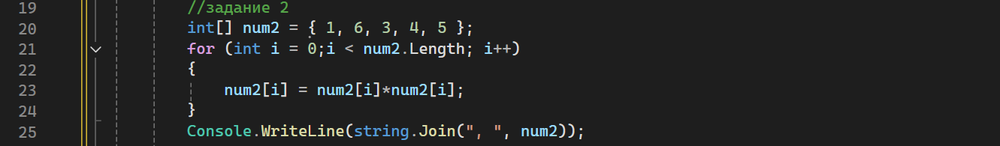 19 //задание 2
20 int[] num2 = { 1, 6, 3, 4, 5 };
21 for (int i = 0;i < num2.Length; i++)
22 {
23 num2[i] = num2[i]*num2[i];
24 }
25 Console.WriteLine(string.Join(", ", num2));